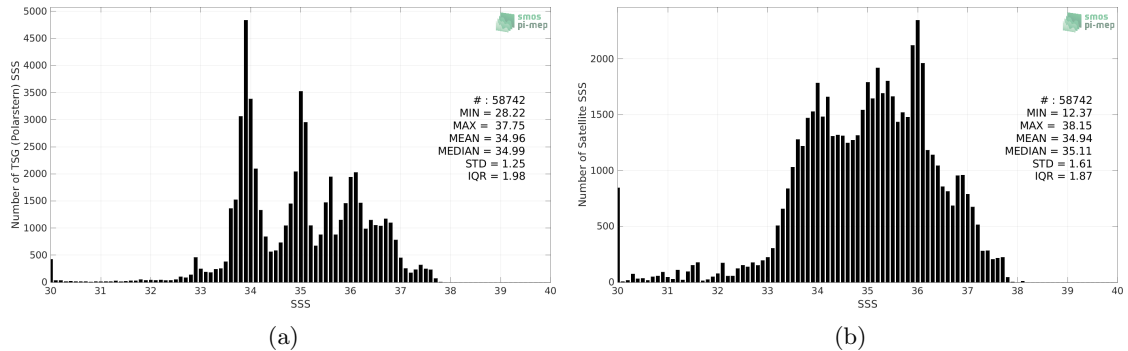 smos
pi-mep
Number of TSG (Polarstern) SSS
5000
4500
4000
3500
3000
2500
2000
1500
1000
500
0
# : 58742
MIN = 28.22
MAX = 37.75
MEAN = 34.96
MEDIAN = 34.99
STD = 1.25
IQR = 1.98
30 31 32 33 34 35 36 37 38 39 40
SSS
(a)
smos
pi-mep
Number of Satellite SSS
2000
1500
1000
500
0
# : 58742
MIN = 12.37
MAX = 38.15
MEAN = 34.94
MEDIAN = 35.11
STD = 1.61
IQR = 1.87
30 31 32 33 34 35 36 37 38 39 40
SSS
(b)